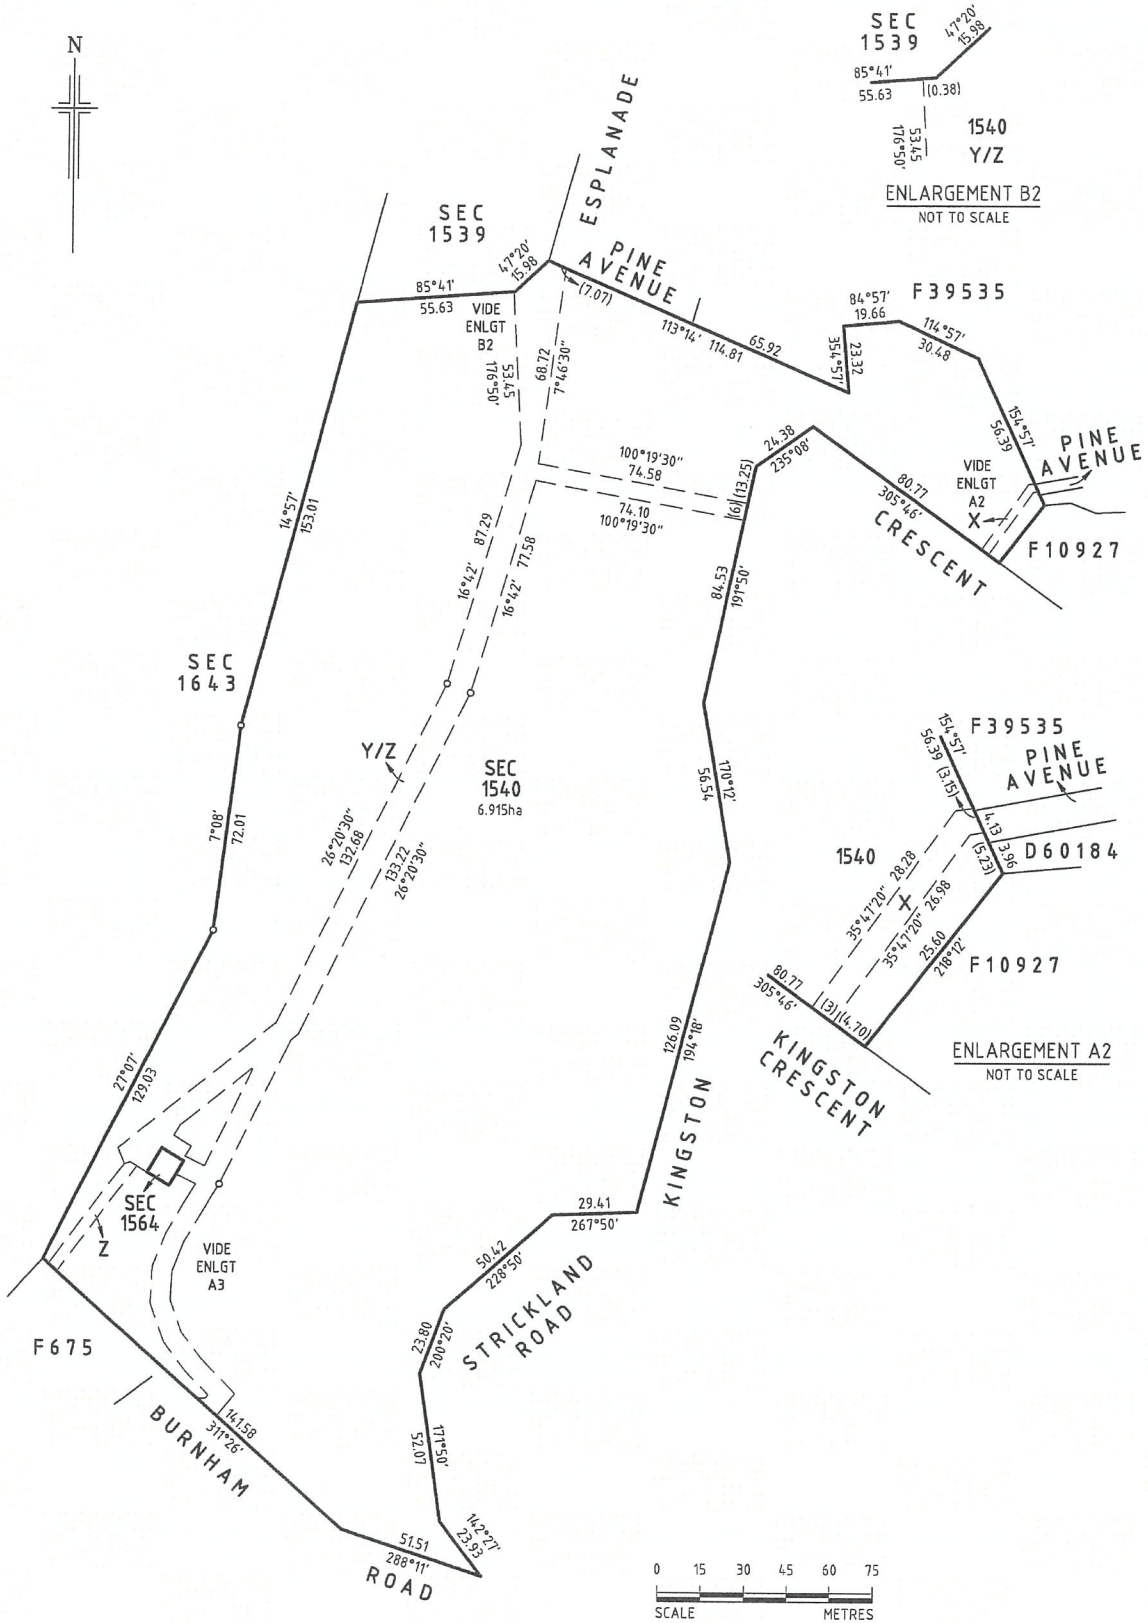 N
SEC
1539
47°20'
15.98
85°41'
55.63
(0.38)
53.45
176°50'
1540
Y/Z
ENLARGEMENT B2
NOT TO SCALE
ESPLANADE
SEC
1539
47°20'
15.98
85°41'
55.63
VIDE
ENLGT
B2
PINE
AVENUE
(7.07)
113°14' 114.81
65.92
84°57'
19.66
F39535
114°57'
30.48
354°57'
23.32
154°57'
56.39
53.45
176°50'
68.72
7°46'30"
PINE
AVENUE
VIDE
ENLGT
A2
X
24.38
235°08'
80.77
305°46'
CRESCENT
F10927
100°19'30"
74.58
(13.25)
(6)
74.10
100°19'30"
14°57'
153.01
16°42' 87.29
16°42' 77.58
84.53
191°50'
SEC
1643
Y/Z
SEC
1540
6.915ha
170°12'
56.54
7°08'
72.01
26°20'30"
132.68
133.22
26°20'30"
154°57'
56.39 (3.15)
F39535
PINE
AVENUE
4.13
3.96
(5.23)
D60184
1540
35°47'20" 28.28
X
35°47'20" 26.98
25.60
218°12'
F10927
80.77
305°46'
(3)
(4.70)
KINGSTON
CRESCENT
ENLARGEMENT A2
NOT TO SCALE
126.09
194°18'
KINGSTON
27°07'
129.03
SEC
1564
Z
VIDE
ENLGT
A3
29.41
267°50'
50.42
228°50'
STRICKLAND
ROAD
23.80
200°20'
F675
BURNHAM
141.58
311°26'
171°50'
52.07
142°27'
23.93
51.51
288°11'
ROAD
0 15 30 45 60 75
SCALE METRES